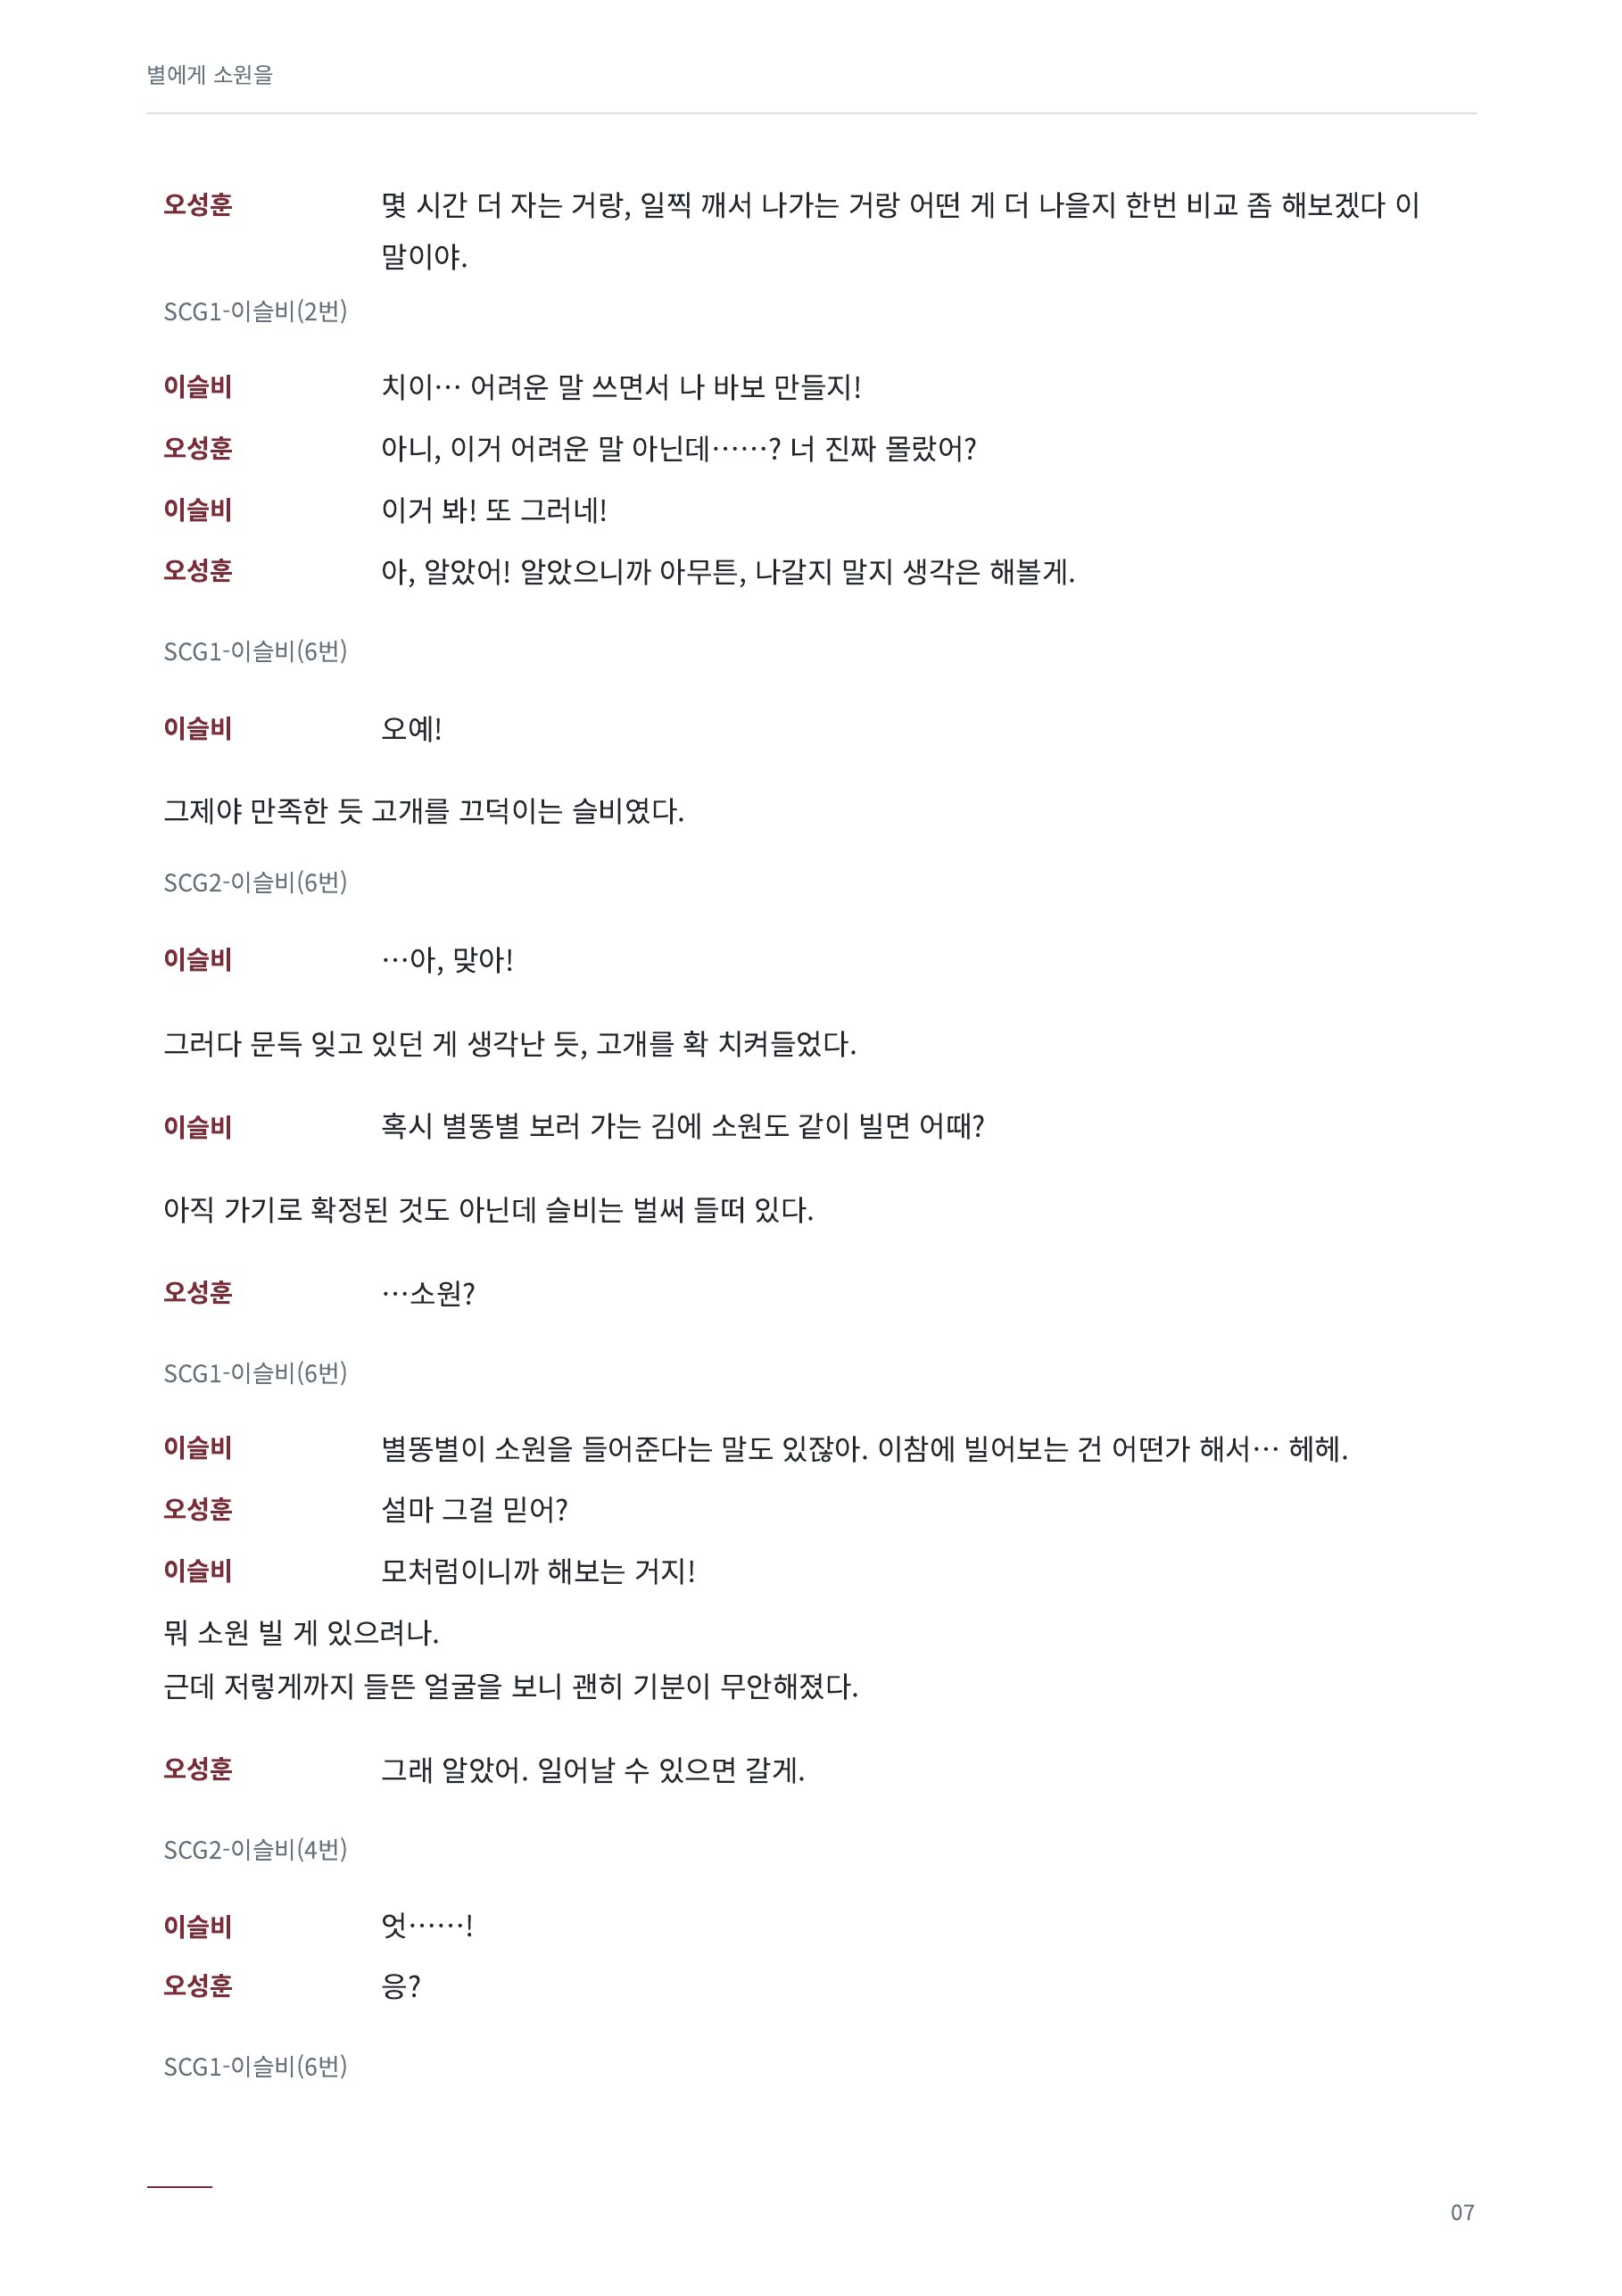 별에게 소원을
오성훈 몇 시간 더 자는 거랑, 일찍 깨서 나가는 거랑 어떤 게 더 나을지 한번 비교 좀 해보겠다 이
말이야.
SCG1-이슬비(2번)
이슬비 치이… 어려운 말 쓰면서 나 바보 만들지!
오성훈 아니, 이거 어려운 말 아닌데……? 너 진짜 몰랐어?
이슬비 이거 봐! 또 그러네!
오성훈 아, 알았어! 알았으니까 아무튼, 나갈지 말지 생각은 해볼게.
SCG1-이슬비(6번)
이슬비 오예!
그제야 만족한 듯 고개를 끄덕이는 슬비였다.
SCG2-이슬비(6번)
이슬비 …아, 맞아!
그러다 문득 잊고 있던 게 생각난 듯, 고개를 확 치켜들었다.
이슬비 혹시 별똥별 보러 가는 김에 소원도 같이 빌면 어때?
아직 가기로 확정된 것도 아닌데 슬비는 벌써 들떠 있다.
오성훈 …소원?
SCG1-이슬비(6번)
이슬비 별똥별이 소원을 들어준다는 말도 있잖아. 이참에 빌어보는 건 어떤가 해서… 헤헤.
오성훈 설마 그걸 믿어?
이슬비 모처럼이니까 해보는 거지!
뭐 소원 빌 게 있으려나.
근데 저렇게까지 들뜬 얼굴을 보니 괜히 기분이 무안해졌다.
오성훈 그래 알았어. 일어날 수 있으면 갈게.
SCG2-이슬비(4번)
이슬비 엇……!
오성훈 응?
SCG1-이슬비(6번)
07